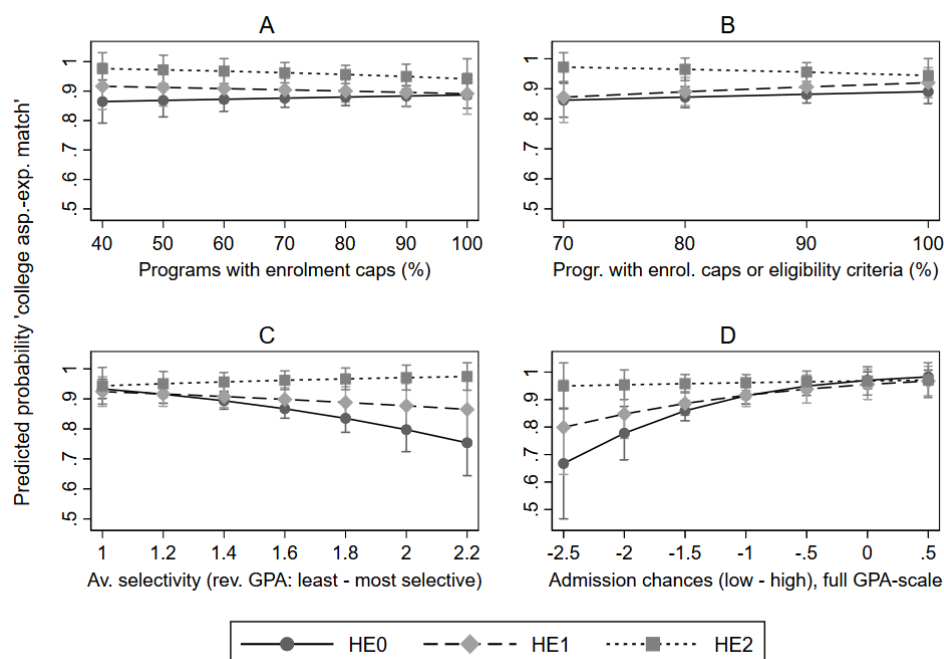 A
B
Predicted probability 'college asp.-exp. match'
1
.9
.8
.7
.6
.5
40 50 60 70 80 90 100
Programs with enrolment caps (%)
1
.9
.8
.7
.6
.5
70 80 90 100
Progr. with enrol. caps or eligibility criteria (%)
C
D
1
.9
.8
.7
.6
.5
1 1.2 1.4 1.6 1.8 2 2.2
Av. selectivity (rev. GPA: least - most selective)
1
.9
.8
.7
.6
.5
-2.5 -2 -1.5 -1 -.5 0 .5
Admission chances (low - high), full GPA-scale
HE0 HE1 HE2